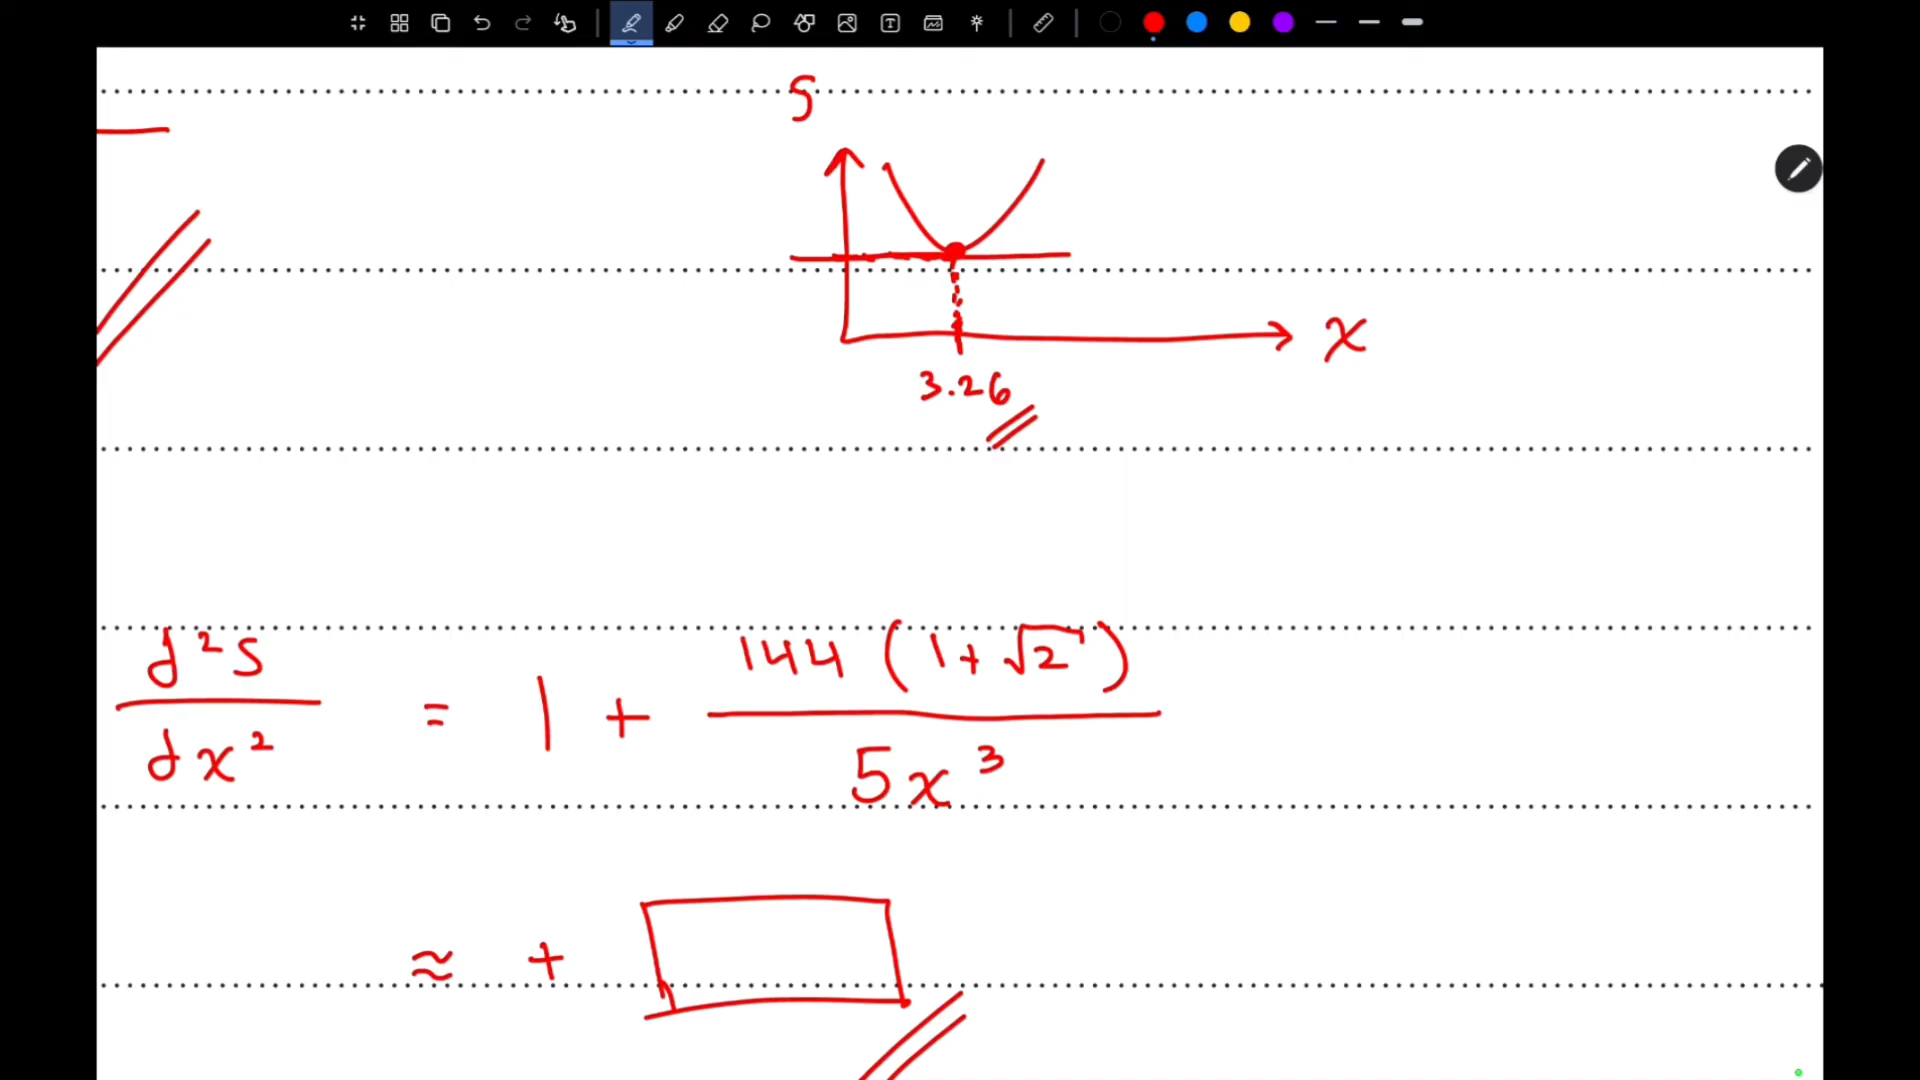 S
x
3.26
d²S/dx² = 1 + 144 (1 + √2) / 5x³
≈ +